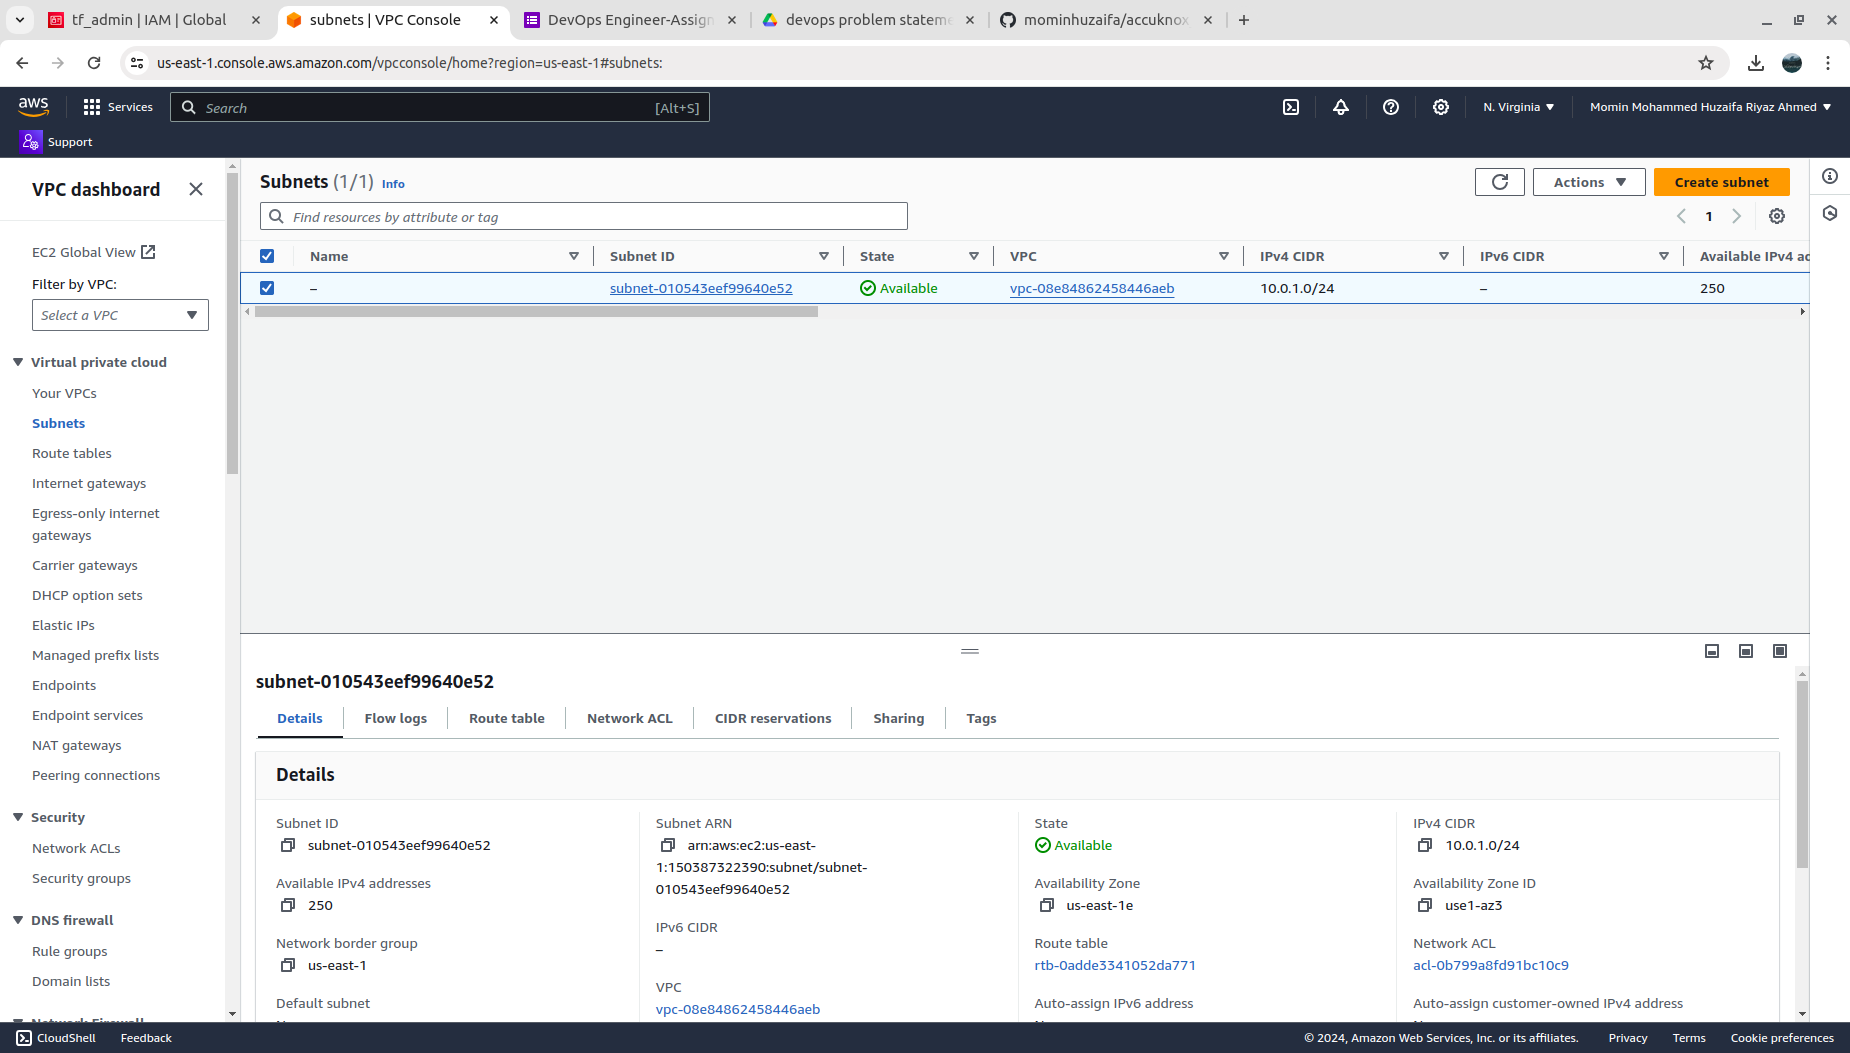 tf_admin | IAM | Global
subnets | VPC Console
DevOps Engineer-Assign
devops problem stateme
mominhuzaifa/accuknox
us-east-1.console.aws.amazon.com/vpcconsole/home?region=us-east-1#subnets:
aws
Services
Search
[Alt+S]
N. Virginia
Momin Mohammed Huzaifa Riyaz Ahmed
Support
VPC dashboard
EC2 Global View
Filter by VPC:
Select a VPC
Virtual private cloud
Your VPCs
Subnets
Route tables
Internet gateways
Egress-only internet
gateways
Carrier gateways
DHCP option sets
Elastic IPs
Managed prefix lists
Endpoints
Endpoint services
NAT gateways
Peering connections
Security
Network ACLs
Security groups
DNS firewall
Rule groups
Domain lists
Network Firewall
Subnets (1/1) Info
Actions
Create subnet
Find resources by attribute or tag
1
Name Subnet ID State VPC IPv4 CIDR IPv6 CIDR Available IPv4 ad
– subnet-010543eef99640e52 Available vpc-08e84862458446aeb 10.0.1.0/24 – 250
subnet-010543eef99640e52
Details Flow logs Route table Network ACL CIDR reservations Sharing Tags
Details
Subnet ID
subnet-010543eef99640e52
Available IPv4 addresses
250
Network border group
us-east-1
Default subnet
Subnet ARN
arn:aws:ec2:us-east-
1:150387322390:subnet/subnet-
010543eef99640e52
IPv6 CIDR
–
VPC
vpc-08e84862458446aeb
State
Available
Availability Zone
us-east-1e
Route table
rtb-0adde3341052da771
Auto-assign IPv6 address
IPv4 CIDR
10.0.1.0/24
Availability Zone ID
use1-az3
Network ACL
acl-0b799a8fd91bc10c9
Auto-assign customer-owned IPv4 address
CloudShell
Feedback
© 2024, Amazon Web Services, Inc. or its affiliates.
Privacy
Terms
Cookie preferences